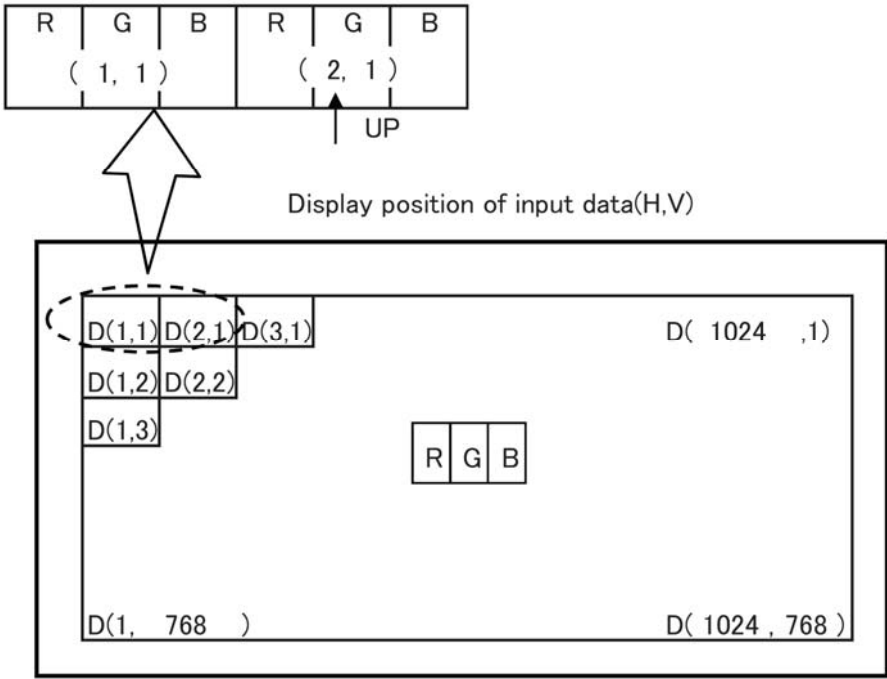 R G B R G B
( 1, 1 ) ( 2, 1 )
UP
Display position of input data(H,V)
D(1,1) D(2,1) D(3,1) D( 1024 ,1)
D(1,2) D(2,2)
D(1,3)
R G B
D(1, 768 ) D( 1024 , 768 )